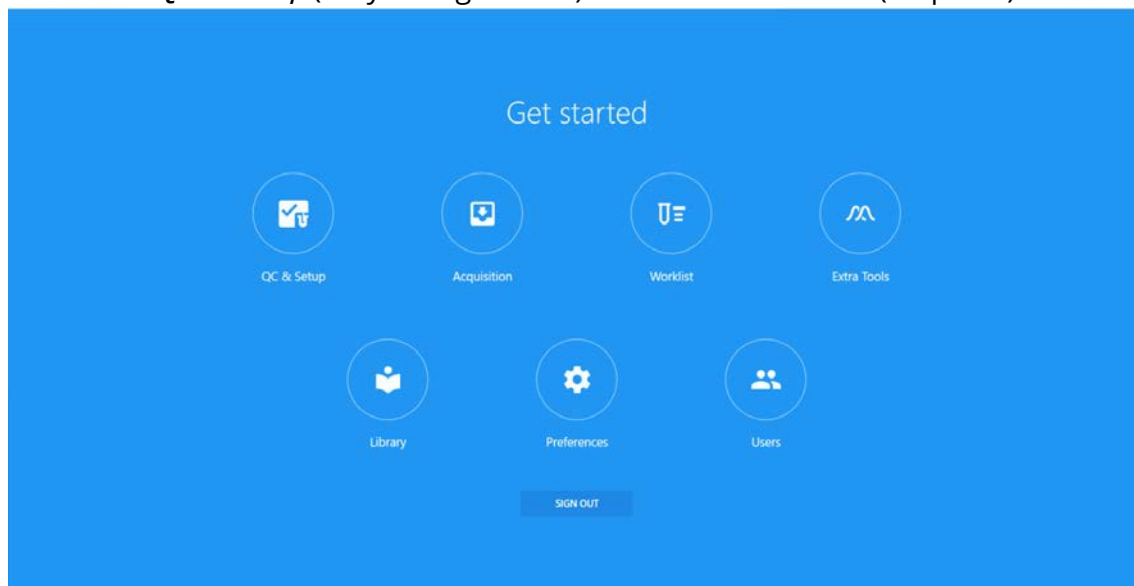 Get started
QC & Setup Acquisition Worklist Extra Tools
Library Preferences Users
SIGN OUT